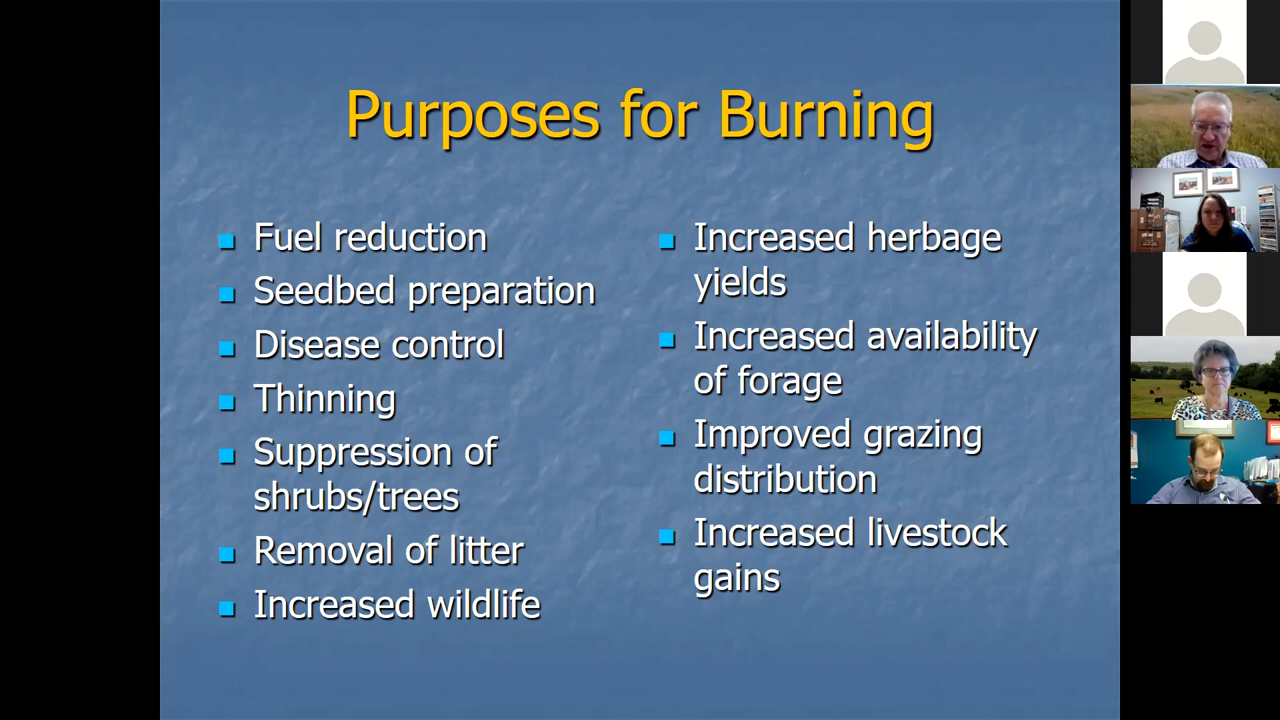 Purposes for Burning
Fuel reduction
Seedbed preparation
Disease control
Thinning
Suppression of
shrubs/trees
Removal of litter
Increased wildlife
Increased herbage
yields
Increased availability
of forage
Improved grazing
distribution
Increased livestock
gains